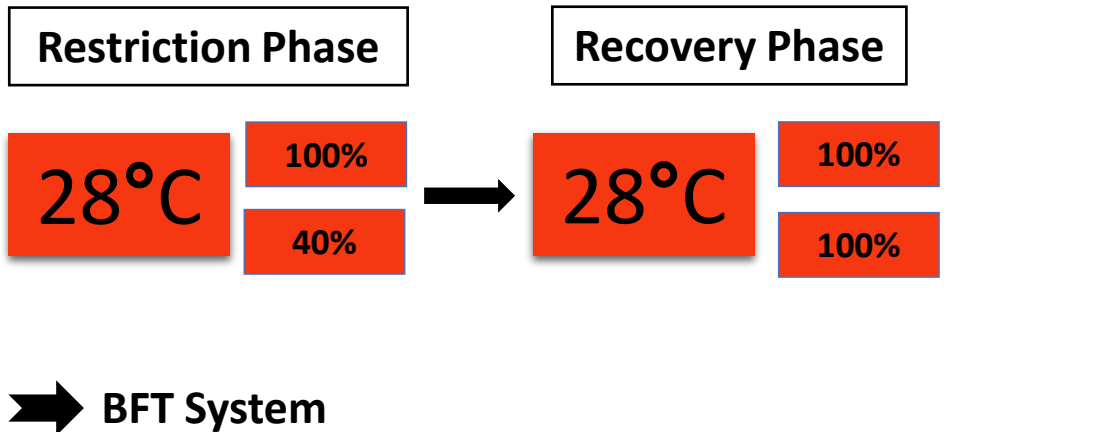 Restriction Phase
Recovery Phase
28°C
100%
40%
28°C
100%
100%
BFT System